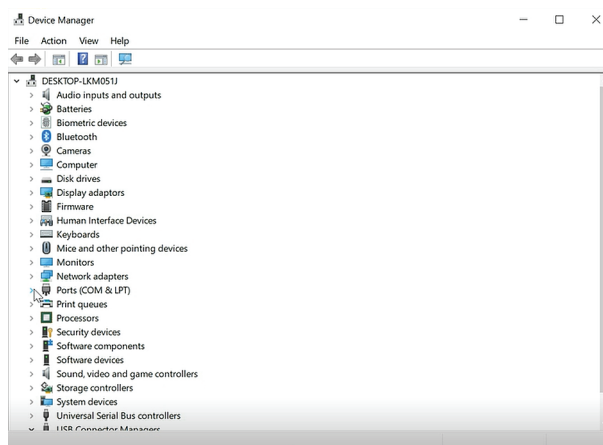 Device Manager
File Action View Help
DESKTOP-LKM051J
Audio inputs and outputs
Batteries
Biometric devices
Bluetooth
Cameras
Computer
Disk drives
Display adaptors
Firmware
Human Interface Devices
Keyboards
Mice and other pointing devices
Monitors
Network adapters
Ports (COM & LPT)
Print queues
Processors
Security devices
Software components
Software devices
Sound, video and game controllers
Storage controllers
System devices
Universal Serial Bus controllers
USB Connector Managers